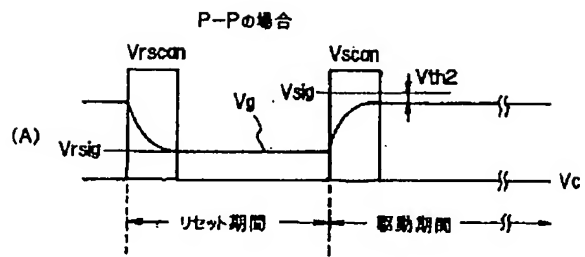 P-Pの場合
Vrscan
Vscan
Vth2
Vsig
Vg
(A)
Vrsig
Vc
リセット期間
駆動期間